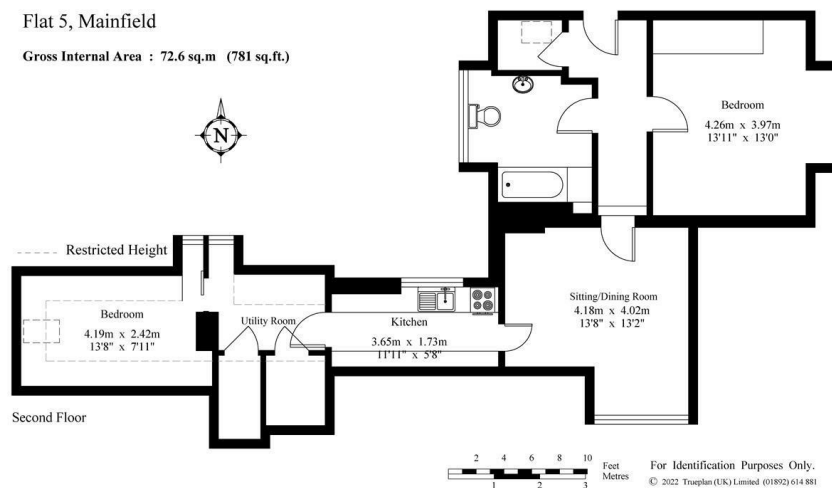 Flat 5, Mainfield
Gross Internal Area : 72.6 sq.m (781 sq.ft.)
N
Bedroom
4.26m x 3.97m
13'11" x 13'0"
Restricted Height
Bedroom
4.19m x 2.42m
13'8" x 7'11"
Utility Room
Kitchen
3.65m x 1.73m
11'11" x 5'8"
Sitting/Dining Room
4.18m x 4.02m
13'8" x 13'2"
Second Floor
2 4 6 8 10
Feet
Metres
1 2 3
For Identification Purposes Only.
© 2022 Trueplan (UK) Limited (01892) 614 881